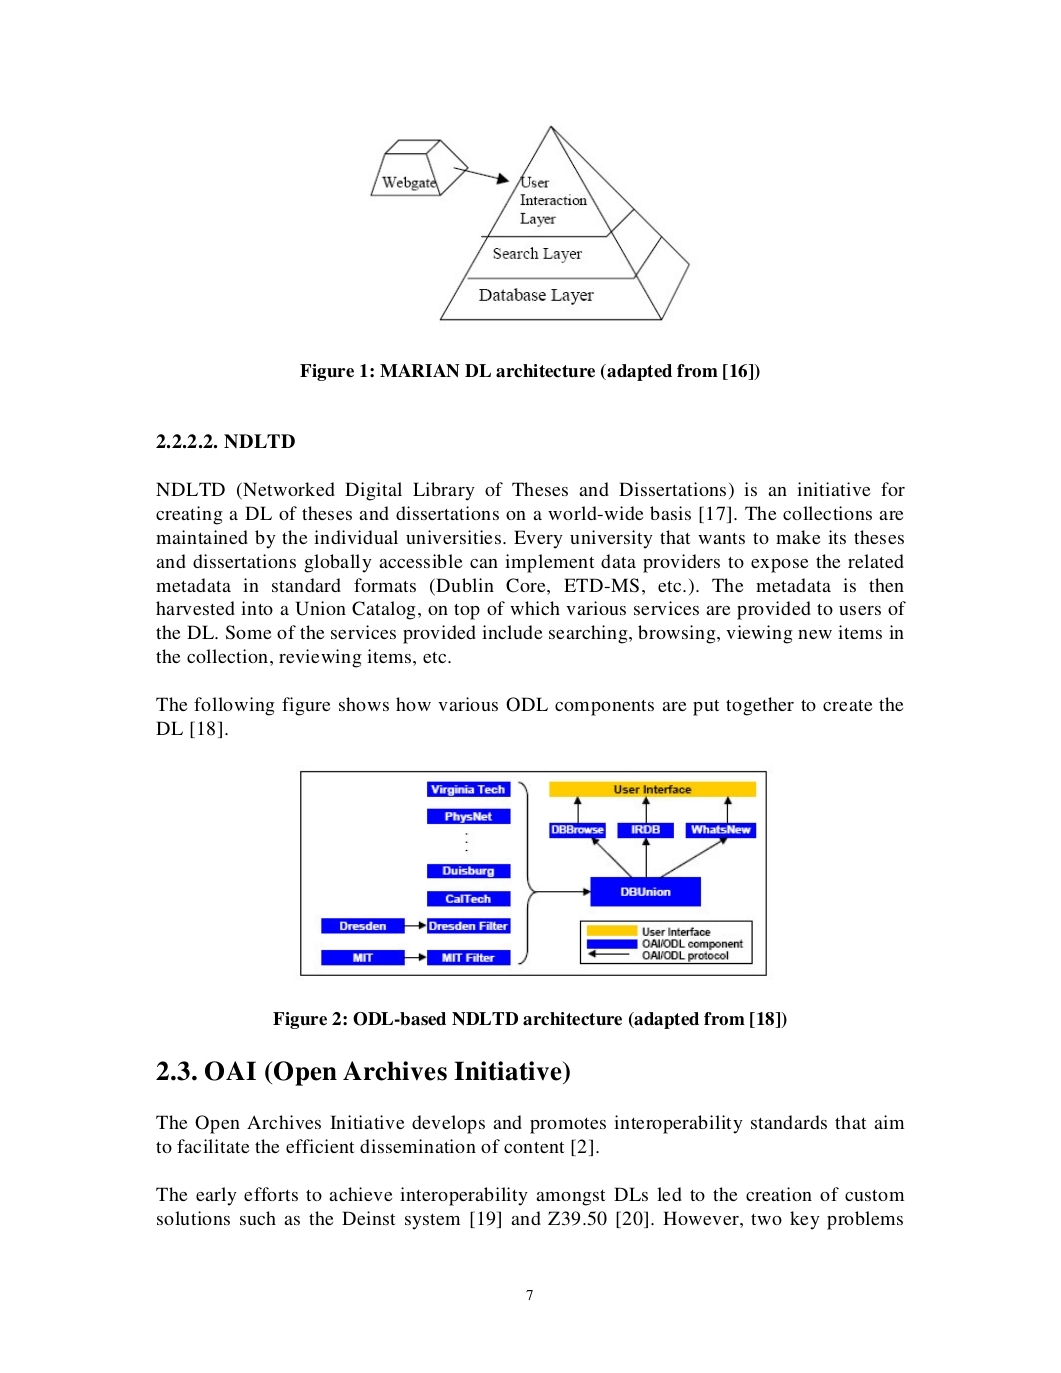 Webgate
User
Interaction
Layer
Search Layer
Database Layer
Figure 1: MARIAN DL architecture (adapted from [16])
2.2.2.2. NDLTD
NDLTD (Networked Digital Library of Theses and Dissertations) is an initiative for
creating a DL of theses and dissertations on a world-wide basis [17]. The collections are
maintained by the individual universities. Every university that wants to make its theses
and dissertations globally accessible can implement data providers to expose the related
metadata in standard formats (Dublin Core, ETD-MS, etc.). The metadata is then
harvested into a Union Catalog, on top of which various services are provided to users of
the DL. Some of the services provided include searching, browsing, viewing new items in
the collection, reviewing items, etc.
The following figure shows how various ODL components are put together to create the
DL [18].
Virginia Tech
PhysNet
Duisburg
CalTech
Dresden
Dresden Filter
MIT
MIT Filter
User Interface
DBBrowse
IRDB
WhatsNew
DBUnion
User Interface
OAI/ODL component
OAI/ODL protocol
Figure 2: ODL-based NDLTD architecture (adapted from [18])
2.3. OAI (Open Archives Initiative)
The Open Archives Initiative develops and promotes interoperability standards that aim
to facilitate the efficient dissemination of content [2].
The early efforts to achieve interoperability amongst DLs led to the creation of custom
solutions such as the Deinst system [19] and Z39.50 [20]. However, two key problems
7